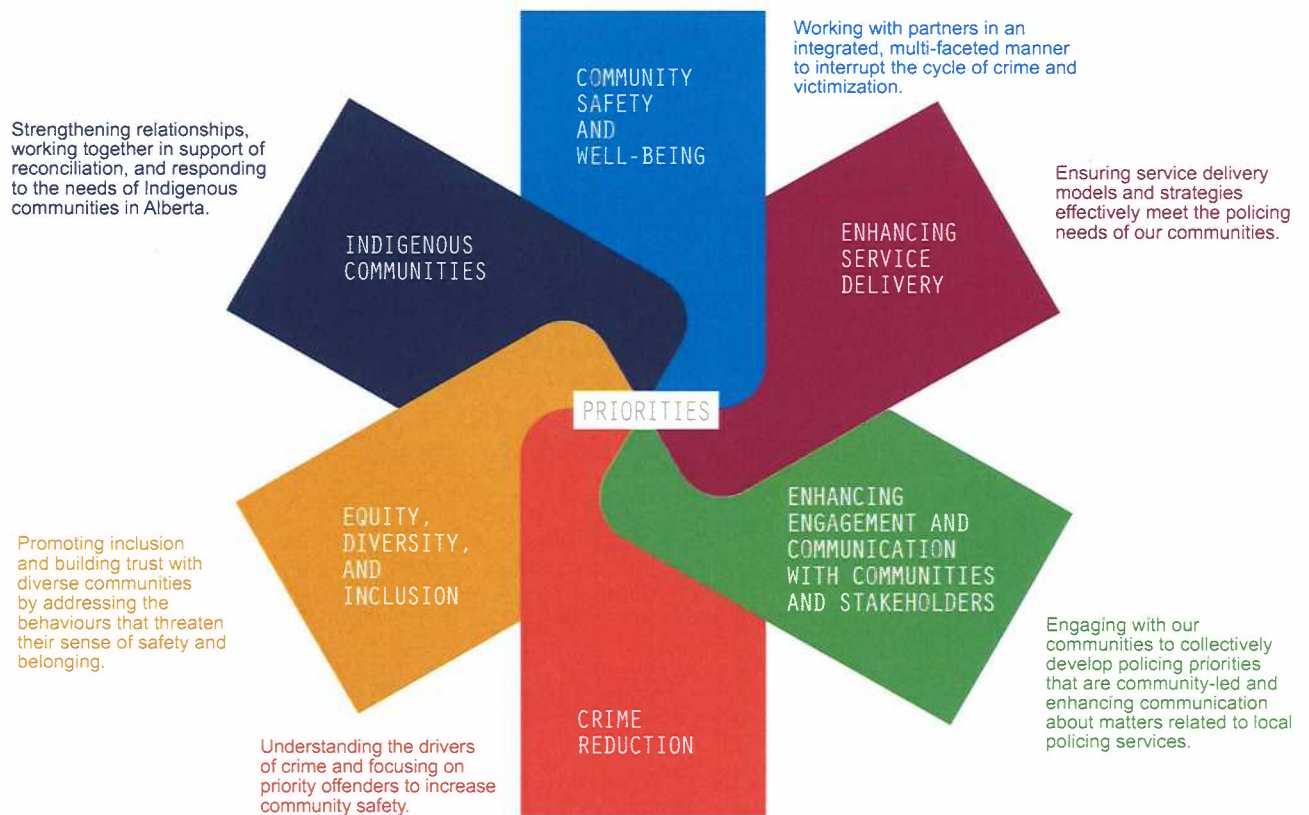 COMMUNITY
SAFETY
AND
WELL-BEING
Working with partners in an
integrated, multi-faceted manner
to interrupt the cycle of crime and
victimization.
ENHANCING
SERVICE
DELIVERY
Ensuring service delivery
models and strategies
effectively meet the policing
needs of our communities.
ENHANCING
ENGAGEMENT AND
COMMUNICATION
WITH COMMUNITIES
AND STAKEHOLDERS
Engaging with our
communities to collectively
develop policing priorities
that are community-led and
enhancing communication
about matters related to local
policing services.
CRIME
REDUCTION
Understanding the drivers
of crime and focusing on
priority offenders to increase
community safety.
EQUITY,
DIVERSITY,
AND
INCLUSION
Promoting inclusion
and building trust with
diverse communities
by addressing the
behaviours that threaten
their sense of safety and
belonging.
INDIGENOUS
COMMUNITIES
Strengthening relationships,
working together in support of
reconciliation, and responding
to the needs of Indigenous
communities in Alberta.
PRIORITIES